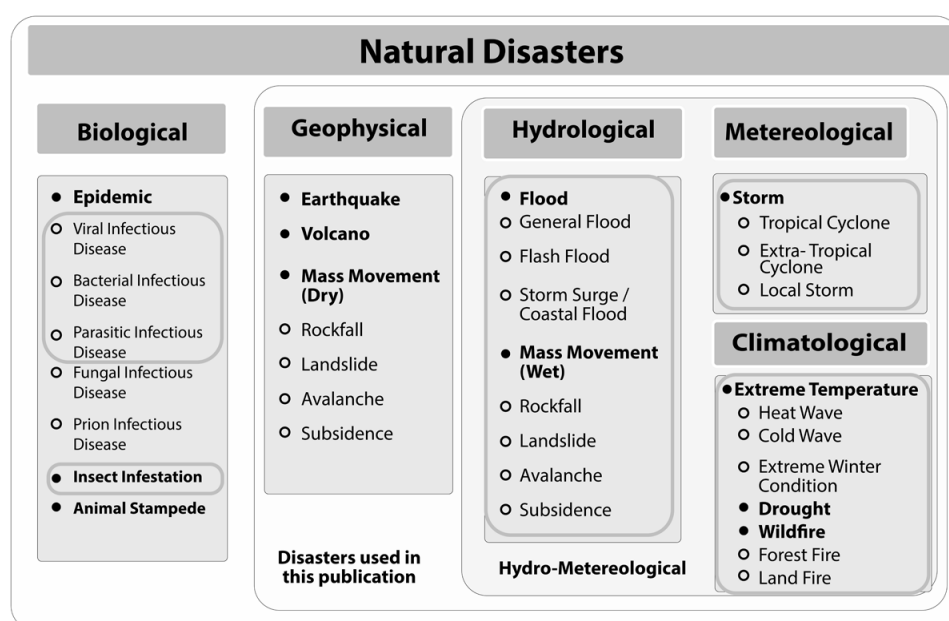 Natural Disasters
Biological
Epidemic
Viral Infectious
Disease
Bacterial Infectious
Disease
Parasitic Infectious
Disease
Fungal Infectious
Disease
Prion Infectious
Disease
Insect Infestation
Animal Stampede
Geophysical
Earthquake
Volcano
Mass Movement
(Dry)
Rockfall
Landslide
Avalanche
Subsidence
Disasters used in
this publication
Hydrological
Flood
General Flood
Flash Flood
Storm Surge /
Coastal Flood
Mass Movement
(Wet)
Rockfall
Landslide
Avalanche
Subsidence
Hydro-Metereological
Metereological
Storm
Tropical Cyclone
Extra- Tropical
Cyclone
Local Storm
Climatological
Extreme Temperature
Heat Wave
Cold Wave
Extreme Winter
Condition
Drought
Wildfire
Forest Fire
Land Fire